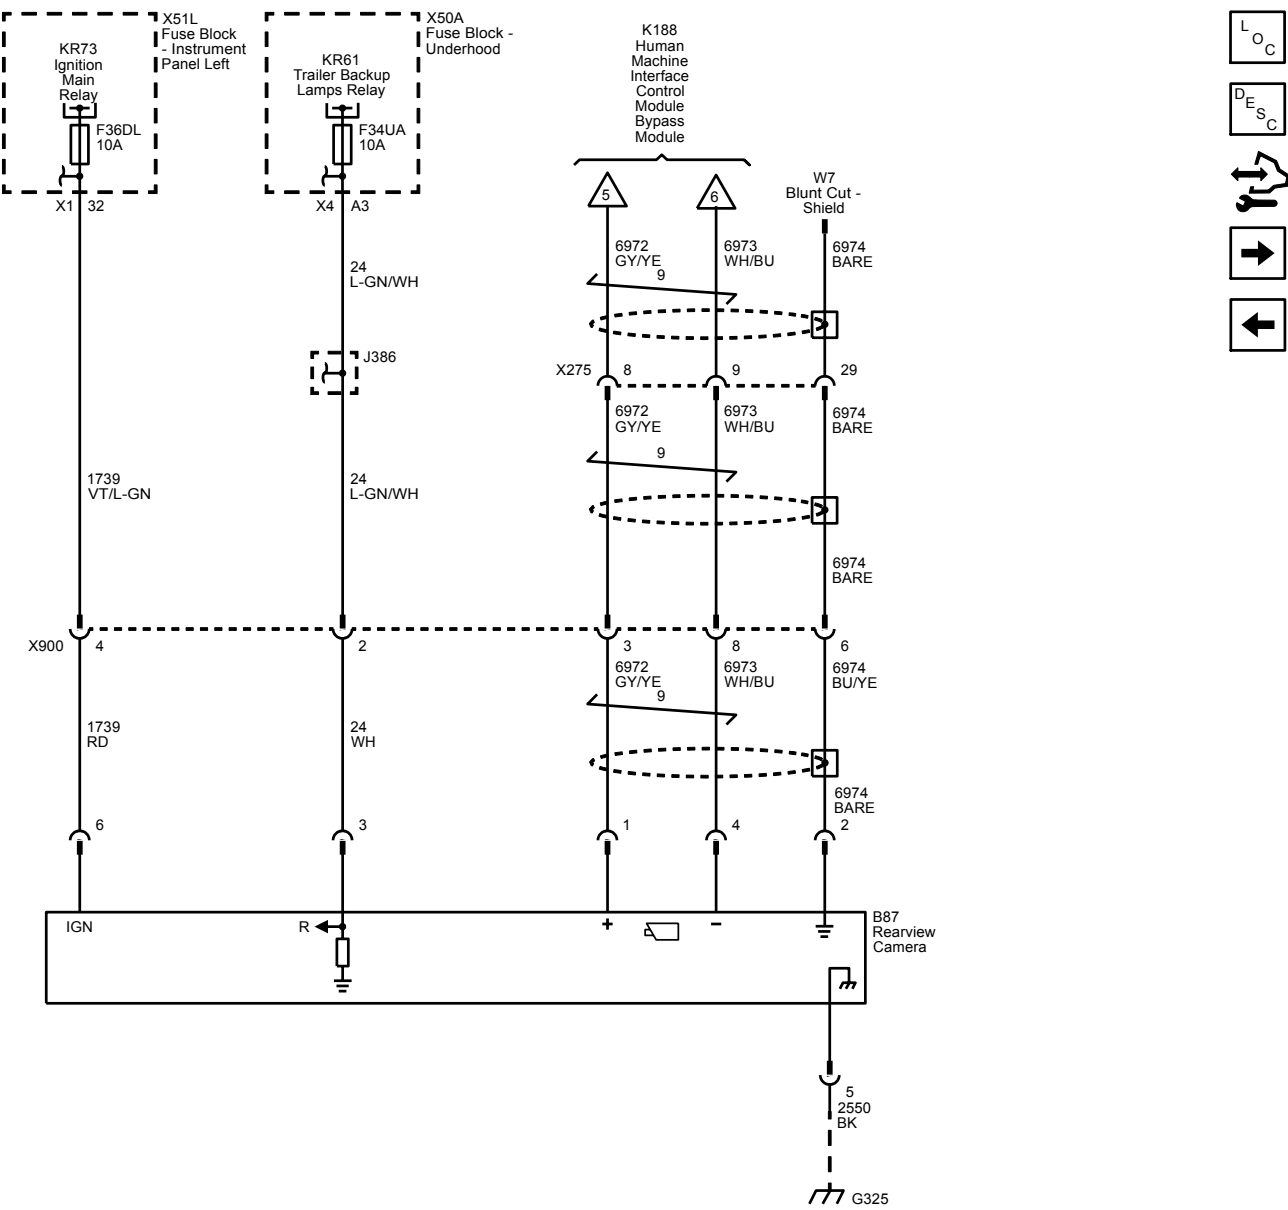 X51L
Fuse Block
- Instrument
Panel Left
KR73
Ignition
Main
Relay
F36DL
10A
X1 32
X50A
Fuse Block -
Underhood
KR61
Trailer Backup
Lamps Relay
F34UA
10A
X4 A3
K188
Human
Machine
Interface
Control
Module
Bypass
Module
5
6
W7
Blunt Cut -
Shield
L
O
C
D
E
S
C
24
L-GN/WH
6972
GY/YE
6973
WH/BU
6974
BARE
9
J386
X275 8 9 29
6972
GY/YE
6973
WH/BU
6974
BARE
9
1739
VT/L-GN
24
L-GN/WH
6974
BARE
X900 4 2 3 8 6
6972
GY/YE
6973
WH/BU
6974
BU/YE
9
1739
RD
24
WH
6974
BARE
6 3 1 4 2
IGN R + −
B87
Rearview
Camera
5
2550
BK
G325